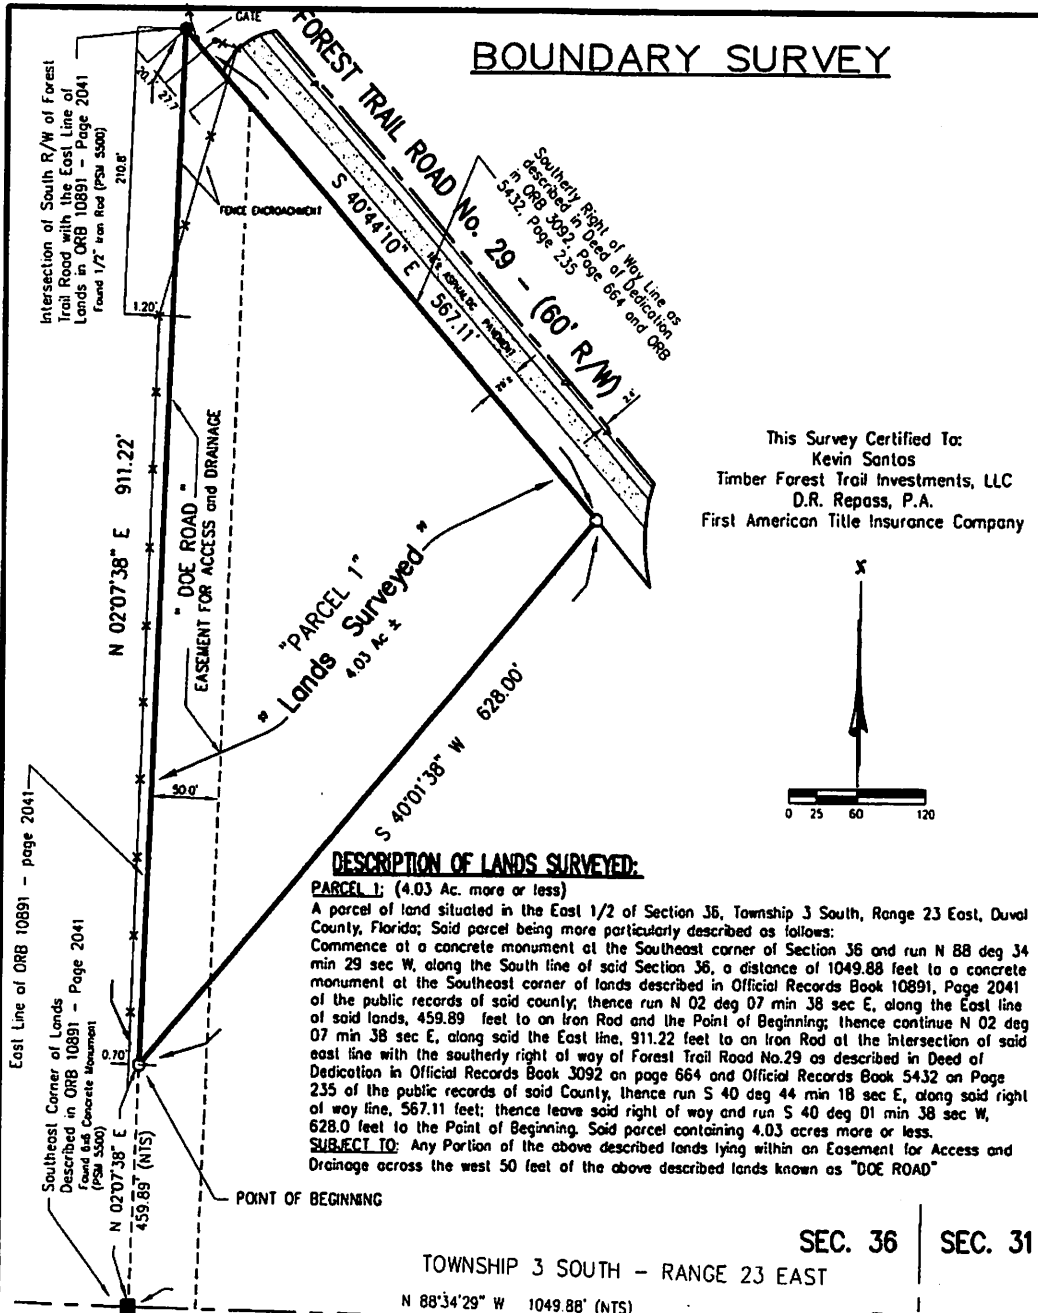 BOUNDARY SURVEY
GATE
FOREST TRAIL ROAD No. 29 - (60' R/W)
Intersection of South R/W of Forest
Trail Road with the East Line of
Lands in ORB 10891 - Page 2041
Found 1/2" Iron Rod (PSM 5500)
210.8'
27.7
FENCE ENCROACHMENT
S 40°44'10" E 567.11'
ASPHALTIC PAVEMENT
Southerly Right of Way Line as
described in Deed of Dedication
in ORB 3092, Page 664 and ORB
5432, Page 235
1.20'
24'
N 02°07'38" E 911.22'
" DOE ROAD "
EASEMENT FOR ACCESS and DRAINAGE
"PARCEL 1"
" Lands Surveyed "
4.03 Ac ±
This Survey Certified To:
Kevin Santos
Timber Forest Trail Investments, LLC
D.R. Repass, P.A.
First American Title Insurance Company
S 40°01'38" W 628.00'
50.0'
0 25 60 120
East Line of ORB 10891 - page 2041
DESCRIPTION OF LANDS SURVEYED:
PARCEL 1: (4.03 Ac. more or less)
A parcel of land situated in the East 1/2 of Section 36, Township 3 South, Range 23 East, Duval
County, Florida; Said parcel being more particularly described as follows:
Commence at a concrete monument at the Southeast corner of Section 36 and run N 88 deg 34
min 29 sec W, along the South line of said Section 36, a distance of 1049.88 feet to a concrete
monument at the Southeast corner of lands described in Official Records Book 10891, Page 2041
of the public records of said county; thence run N 02 deg 07 min 38 sec E, along the East line
of said lands, 459.89 feet to an Iron Rod and the Point of Beginning; thence continue N 02 deg
07 min 38 sec E, along said the East line, 911.22 feet to an Iron Rod at the intersection of said
east line with the southerly right of way of Forest Trail Road No.29 as described in Deed of
Dedication in Official Records Book 3092 on page 664 and Official Records Book 5432 on Page
235 of the public records of said County, thence run S 40 deg 44 min 18 sec E, along said right
of way line, 567.11 feet; thence leave said right of way and run S 40 deg 01 min 38 sec W,
628.0 feet to the Point of Beginning. Said parcel containing 4.03 acres more or less.
SUBJECT TO: Any Portion of the above described lands lying within an Easement for Access and
Drainage across the west 50 feet of the above described lands known as "DOE ROAD"
0.70'
Southeast Corner of Lands
Described in ORB 10891 - Page 2041
Found 6x6 Concrete Monument
(PSM 5500)
N 02°07'38" E
459.89' (NTS)
POINT OF BEGINNING
SEC. 36
SEC. 31
TOWNSHIP 3 SOUTH - RANGE 23 EAST
N 88°34'29" W 1049.88' (NTS)